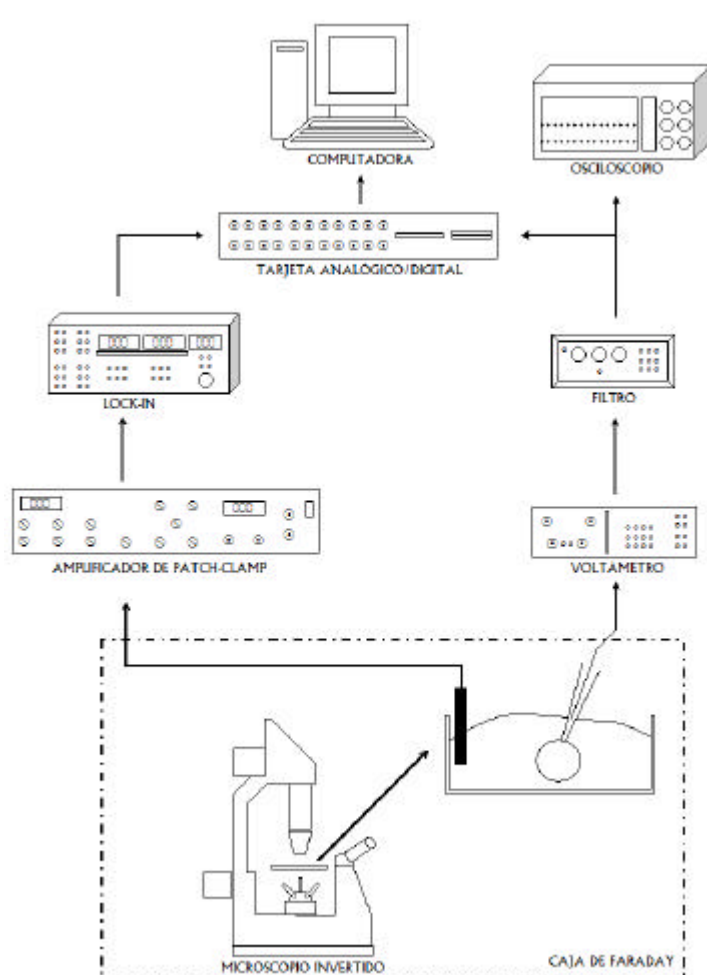 COMPUTADORA
OSCILOSCOPIO
TARJETA ANALÓGICO/DIGITAL
LOCK-IN
FILTRO
AMPLIFICADOR DE PATCH-CLAMP
VOLTAMETRO
MICROSCOPIO INVERTIDO
CAJA DE FARADAY